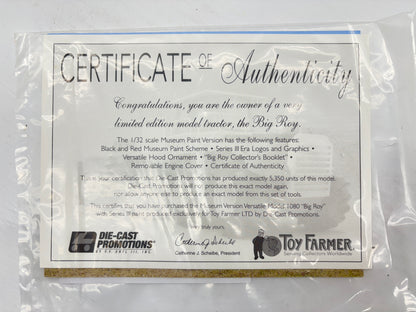 CERTIFICATE OF Authenticity
Congratulations, you are the owner of a very
limited edition model tractor, the Big Roy.
The 1/32 scale Museum Paint Version has the following features:
Black and Red Museum Paint Scheme • Series III Era Logos and Graphics •
Versatile Hood Ornament • "Big Roy Collector's Booklet" •
Removable Engine Cover • Certificate of Authenticity
This is certification that Die-Cast Promotions has produced exactly 5,350 units of this model.
Die-Cast Promotions will not produce this exact model again,
nor allow anyone else to produce an exact model from this set of tools.
This certifies that you have purchased the Museum Version Versatile Model 1080 "Big Roy"
with Series III paint produced exclusively for Toy Farmer LTD by Die-Cast Promotions.
Very truly yours,
Catherine J. Scheibe
Catherine J. Scheibe, President
DIE-CAST
PROMOTIONS
TOY FARMER
Serving Collectors Worldwide